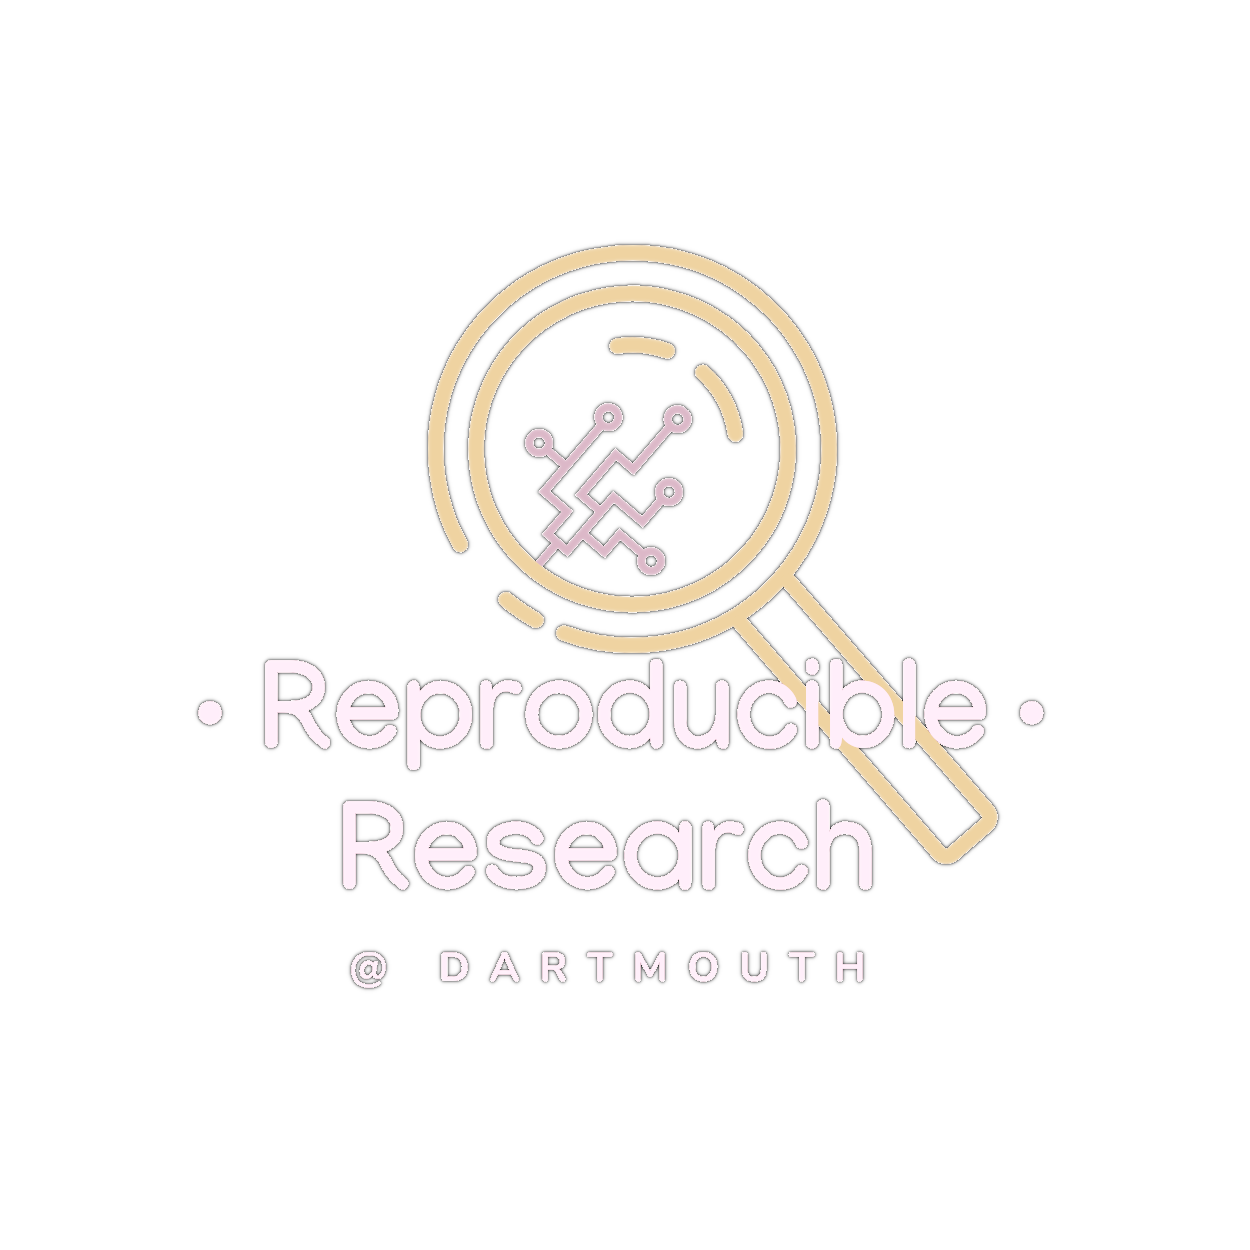 • Reproducible •
Research
@ DARTMOUTH